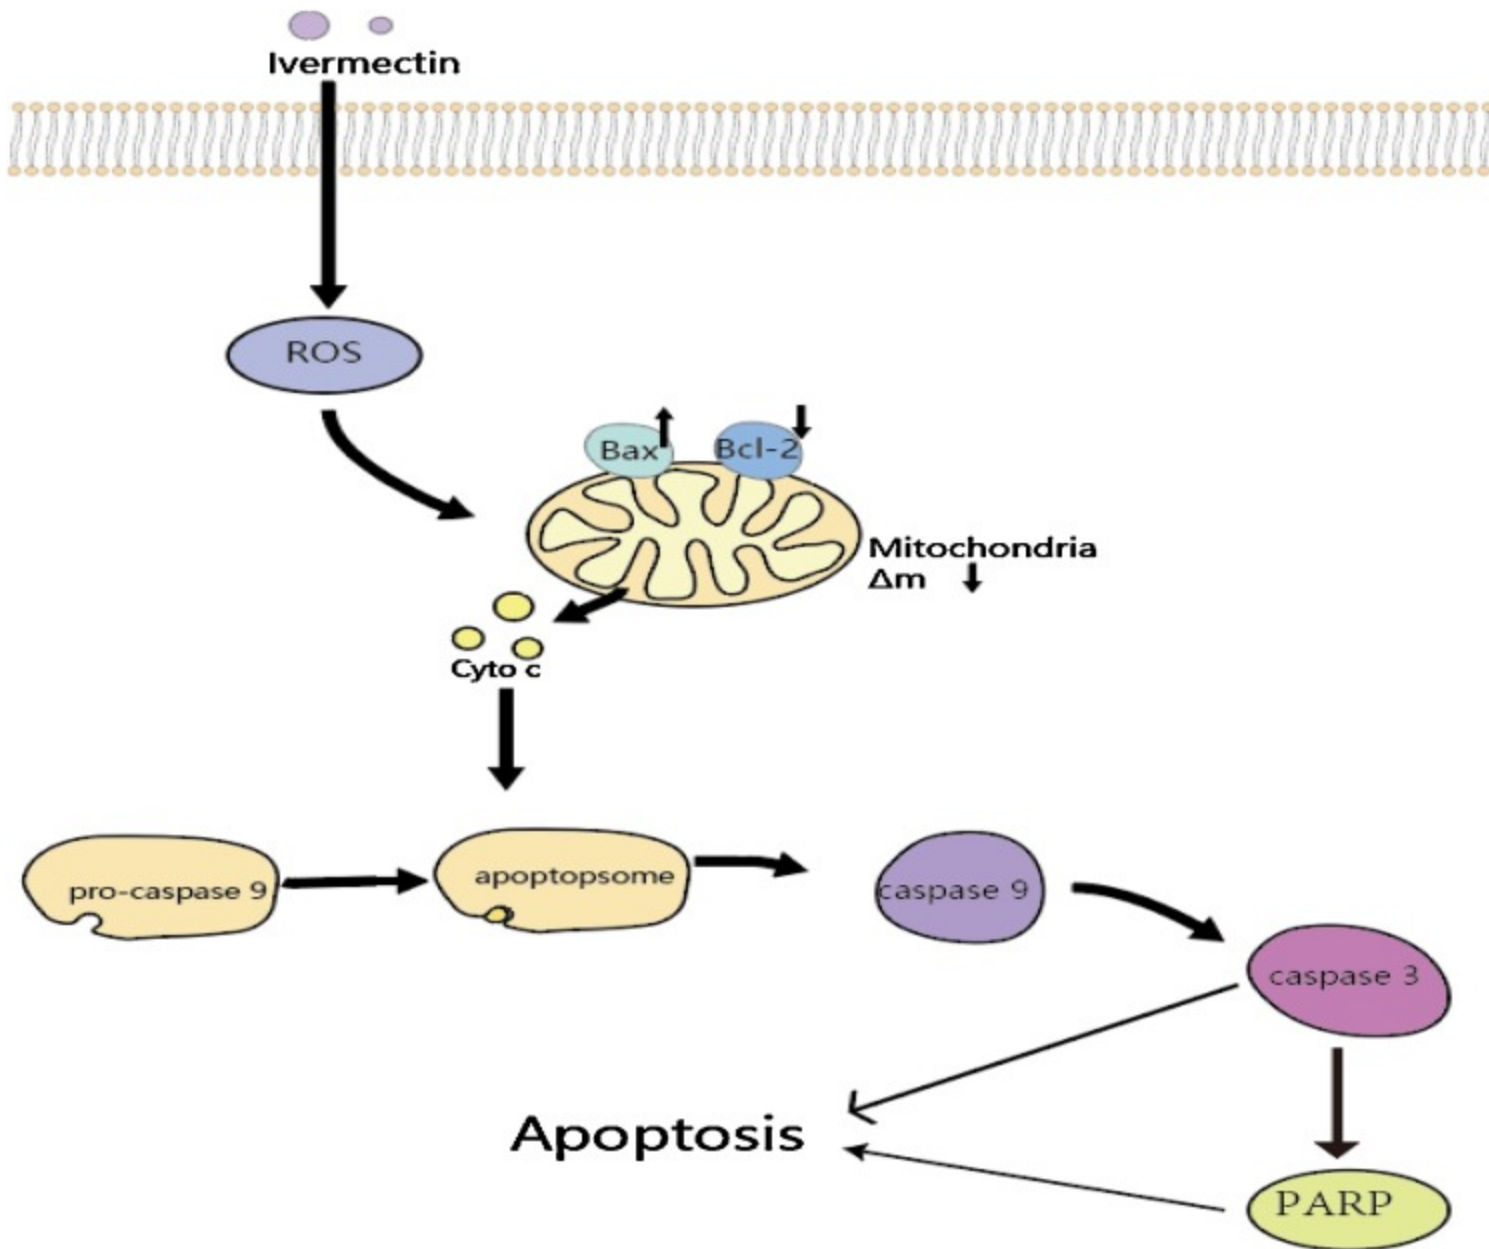 Ivermectin
ROS
Bax
Bcl-2
Mitochondria
Δm
Cyto c
pro-caspase 9
apoptopsome
caspase 9
caspase 3
Apoptosis
PARP